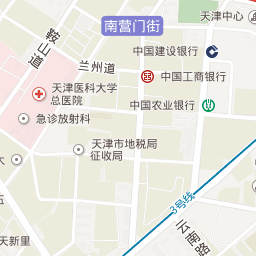 天津中心
南营门街
鞍山道
中国建设银行
兰州道
中国工商银行
天津医科大学
总医院
中国农业银行
急诊放射科
天津市地税局
征收局
3号线
云南路
天新里